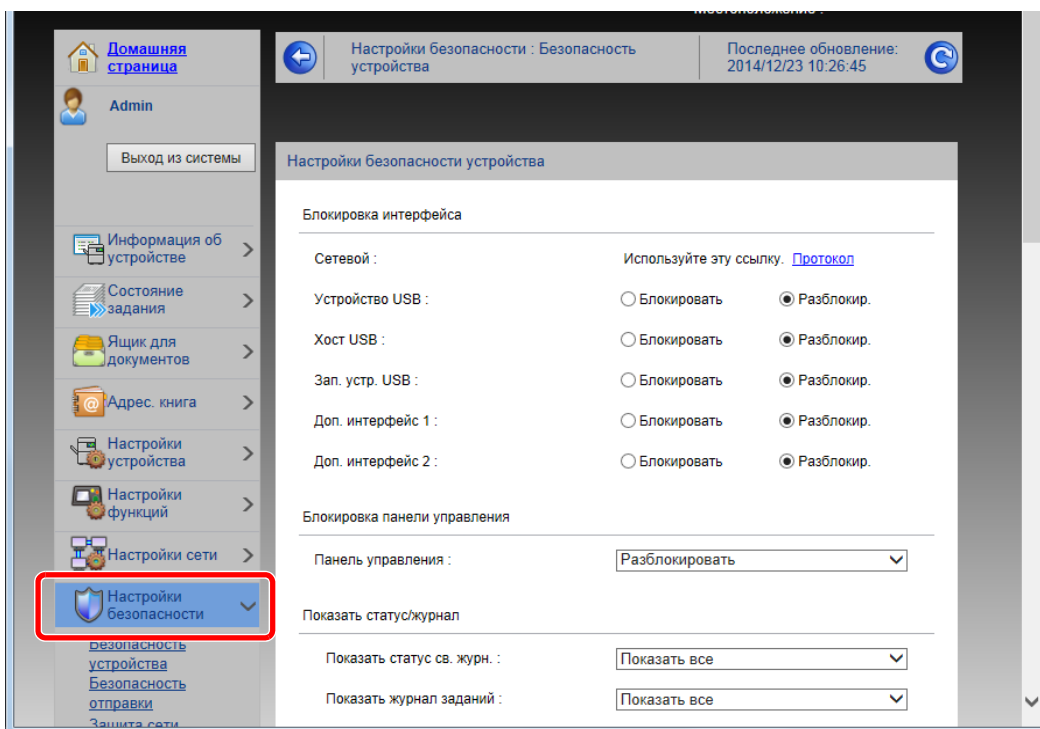 Местоположение :
Домашняя
страница
Настройки безопасности : Безопасность
устройства
Последнее обновление:
2014/12/23 10:26:45
Admin
Выход из системы
Информация об
устройстве
Состояние
задания
Ящик для
документов
Адрес. книга
Настройки
устройства
Настройки
функций
Настройки сети
Настройки
безопасности
Безопасность
устройства
Безопасность
отправки
Защита сети
Настройки безопасности устройства
Блокировка интерфейса
Сетевой : Используйте эту ссылку. Протокол
Устройство USB : Блокировать Разблокир.
Хост USB : Блокировать Разблокир.
Зап. устр. USB : Блокировать Разблокир.
Доп. интерфейс 1 : Блокировать Разблокир.
Доп. интерфейс 2 : Блокировать Разблокир.
Блокировка панели управления
Панель управления : Разблокировать
Показать статус/журнал
Показать статус св. журн. : Показать все
Показать журнал заданий : Показать все